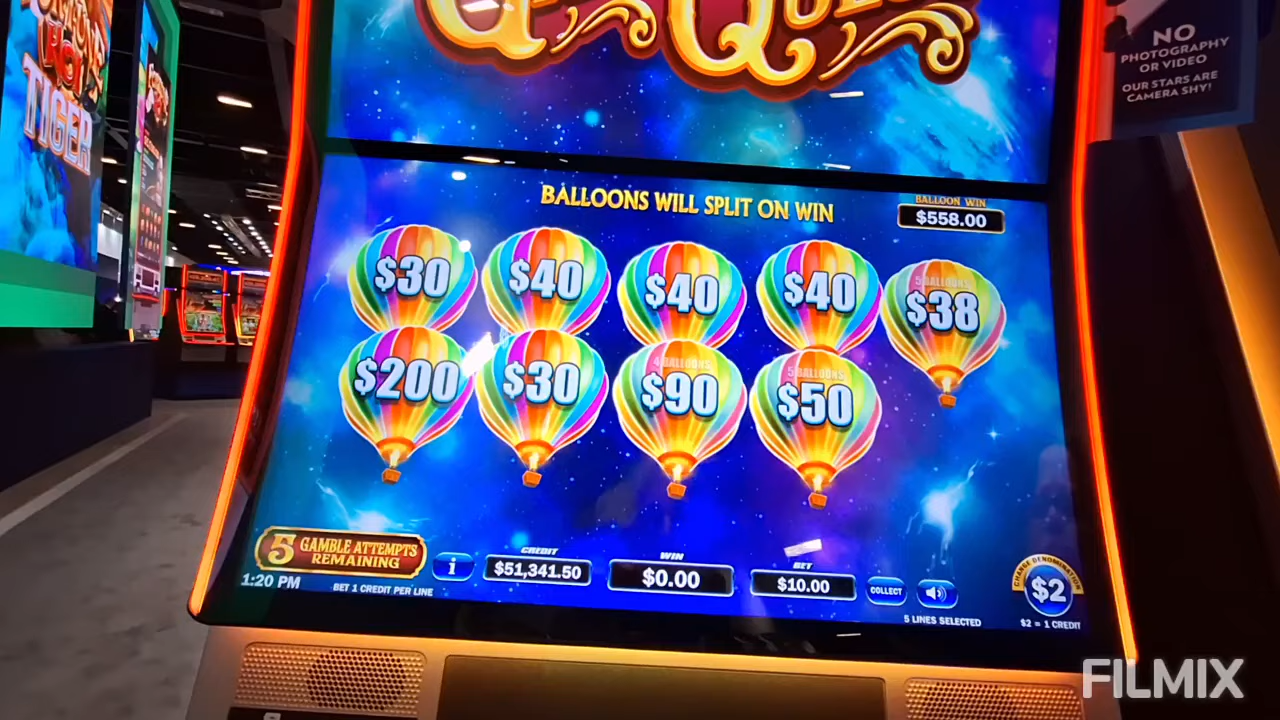 TIGER
NO
PHOTOGRAPHY
OR VIDEO
OUR STARS ARE
CAMERA SHY!
BALLOONS WILL SPLIT ON WIN
BALLOON WIN
$558.00
$30
$40
$40
$40
5 BALLOONS
$38
$200
$30
4 BALLOONS
$90
5 BALLOONS
$50
5 GAMBLE ATTEMPTS
REMAINING
1:20 PM
BET 1 CREDIT PER LINE
i
CREDIT
$51,341.50
WIN
$0.00
BET
$10.00
COLLECT
5 LINES SELECTED
CHANGE DENOMINATION
$2
$2 = 1 CREDIT
FILMIX